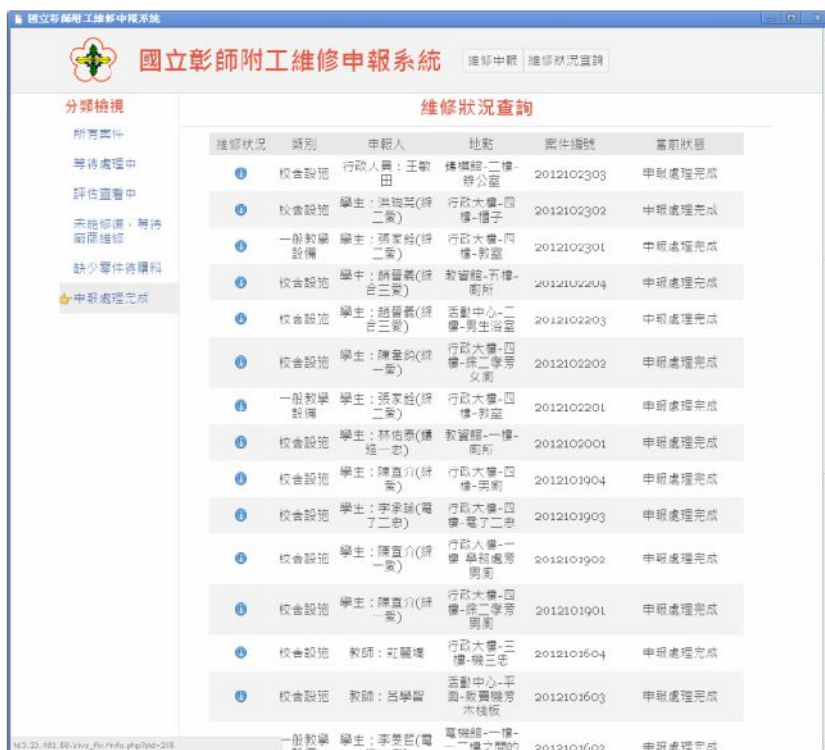 國立彰師附工維修申報系統
國立彰師附工維修申報系統 維修申報 維修狀況查詢
分類檢視
維修狀況查詢
所有案件
等待處理中
評估查看中
未能修復，等待
廠商維修
缺少零件待購料
申報處理完成
維修狀況 類別 申報人 地點 案件編號 當前狀態
校舍設施 行政人員：王敏
田 樓-
辦公室 2012102303 申報處理完成
校舍設施 學生：洪 (綜
二愛) 行政大樓-四
樓-櫃子 2012102302 申報處理完成
一般教學
設備 學生：張家銓(綜
二愛) 行政大樓-四
樓-教室 2012102301 申報處理完成
校舍設施 學生：趙晉義(綜
合三愛) 教資館-五樓-
廁所 2012102204 申報處理完成
校舍設施 學生：趙晉義(綜
合三愛) 活動中心-二
樓-男生浴室 2012102203 申報處理完成
校舍設施 學生：陳 鈞(綜
一愛) 行政大樓-四
樓-綜二孝旁
女廁 2012102202 申報處理完成
一般教學
設備 學生：張家銓(綜
二愛) 行政大樓-四
樓-教室 2012102201 申報處理完成
校舍設施 學生：林佑 (鑄
造一忠) 教資館-一樓-
廁所 2012102001 申報處理完成
校舍設施 學生：陳宣介(綜
愛) 行政大樓-四
樓-男廁 2012101904 申報處理完成
校舍設施 學生：李承 (電
子二忠) 行政大樓-四
樓-電子二忠 2012101903 申報處理完成
校舍設施 學生：陳宣介(綜
一愛) 行政大樓-一
樓 學務處旁
男廁 2012101902 申報處理完成
校舍設施 學生：陳宣介(綜
一愛) 行政大樓-四
樓-綜二孝旁
男廁 2012101901 申報處理完成
校舍設施 教師：莊麗 行政大樓-三
樓-機三忠 2012101604 申報處理完成
校舍設施 教師：呂學 活動中心-平
面-販賣機旁
木棧板 2012101603 申報處理完成
一般教學 學生：李 哲(電 電機館-一樓-
2012101602 申報處理完成